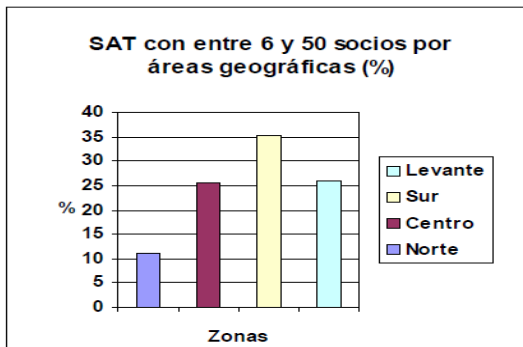 SAT con entre 6 y 50 socios por
áreas geográficas (%)
40
35
30
25
20
15
10
5
0
%
Zonas
Levante
Sur
Centro
Norte